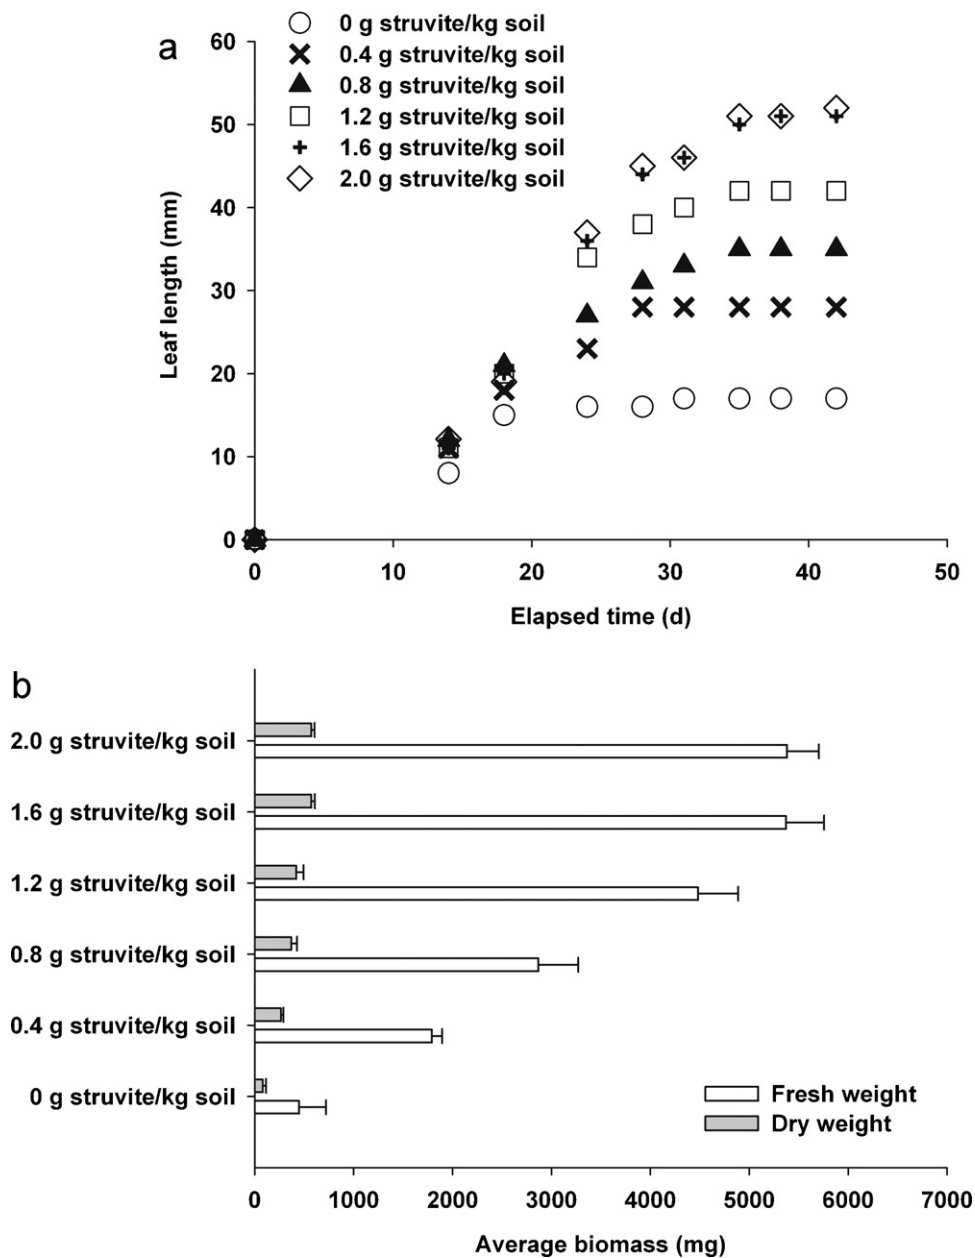 a
0 g struvite/kg soil
0.4 g struvite/kg soil
0.8 g struvite/kg soil
1.2 g struvite/kg soil
1.6 g struvite/kg soil
2.0 g struvite/kg soil
60
50
40
30
20
10
0
Leaf length (mm)
0 10 20 30 40 50
Elapsed time (d)
b
2.0 g struvite/kg soil
1.6 g struvite/kg soil
1.2 g struvite/kg soil
0.8 g struvite/kg soil
0.4 g struvite/kg soil
0 g struvite/kg soil
Fresh weight
Dry weight
0 1000 2000 3000 4000 5000 6000 7000
Average biomass (mg)